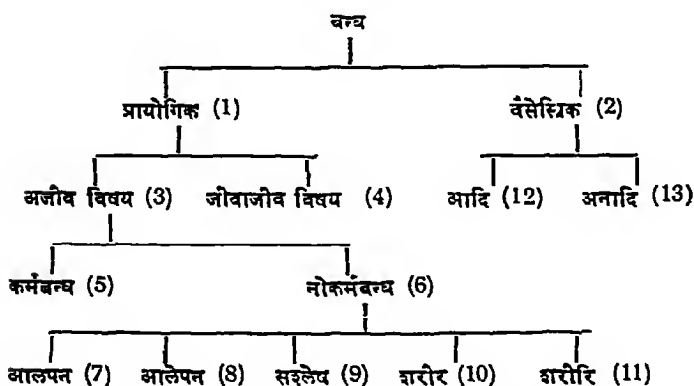 बन्ध
प्रायोगिक (1) वैसेस्रिक (2)
अजीव विषय (3) जीवाजीव विषय (4) आदि (12) अनादि (13)
कर्मबन्ध (5) नोकर्मबन्ध (6)
आलपन (7) आलेपन (8) सश्लेष (9) शरीर (10) शरीरि (11)